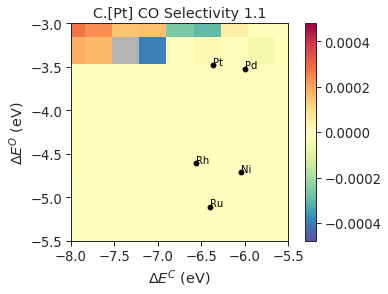 C.[Pt] CO Selectivity 1.1
ΔE^O (eV)
−3.0
−3.5
−4.0
−4.5
−5.0
−5.5
Pt
Pd
Rh
Ni
Ru
−8.0 −7.5 −7.0 −6.5 −6.0 −5.5
ΔE^C (eV)
0.0004
0.0002
0.0000
−0.0002
−0.0004